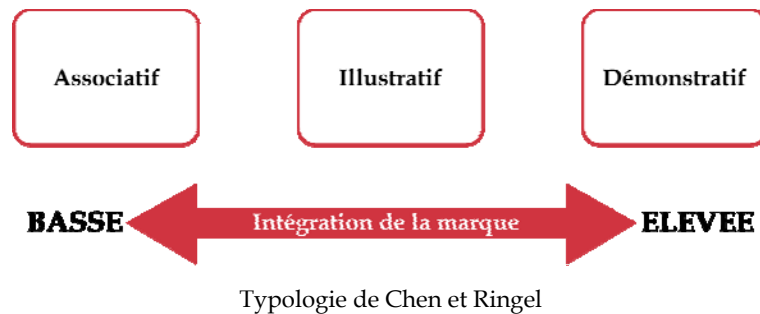 Associatif
Illustratif
Démonstratif
BASSE
Intégration de la marque
ELEVEE
Typologie de Chen et Ringel